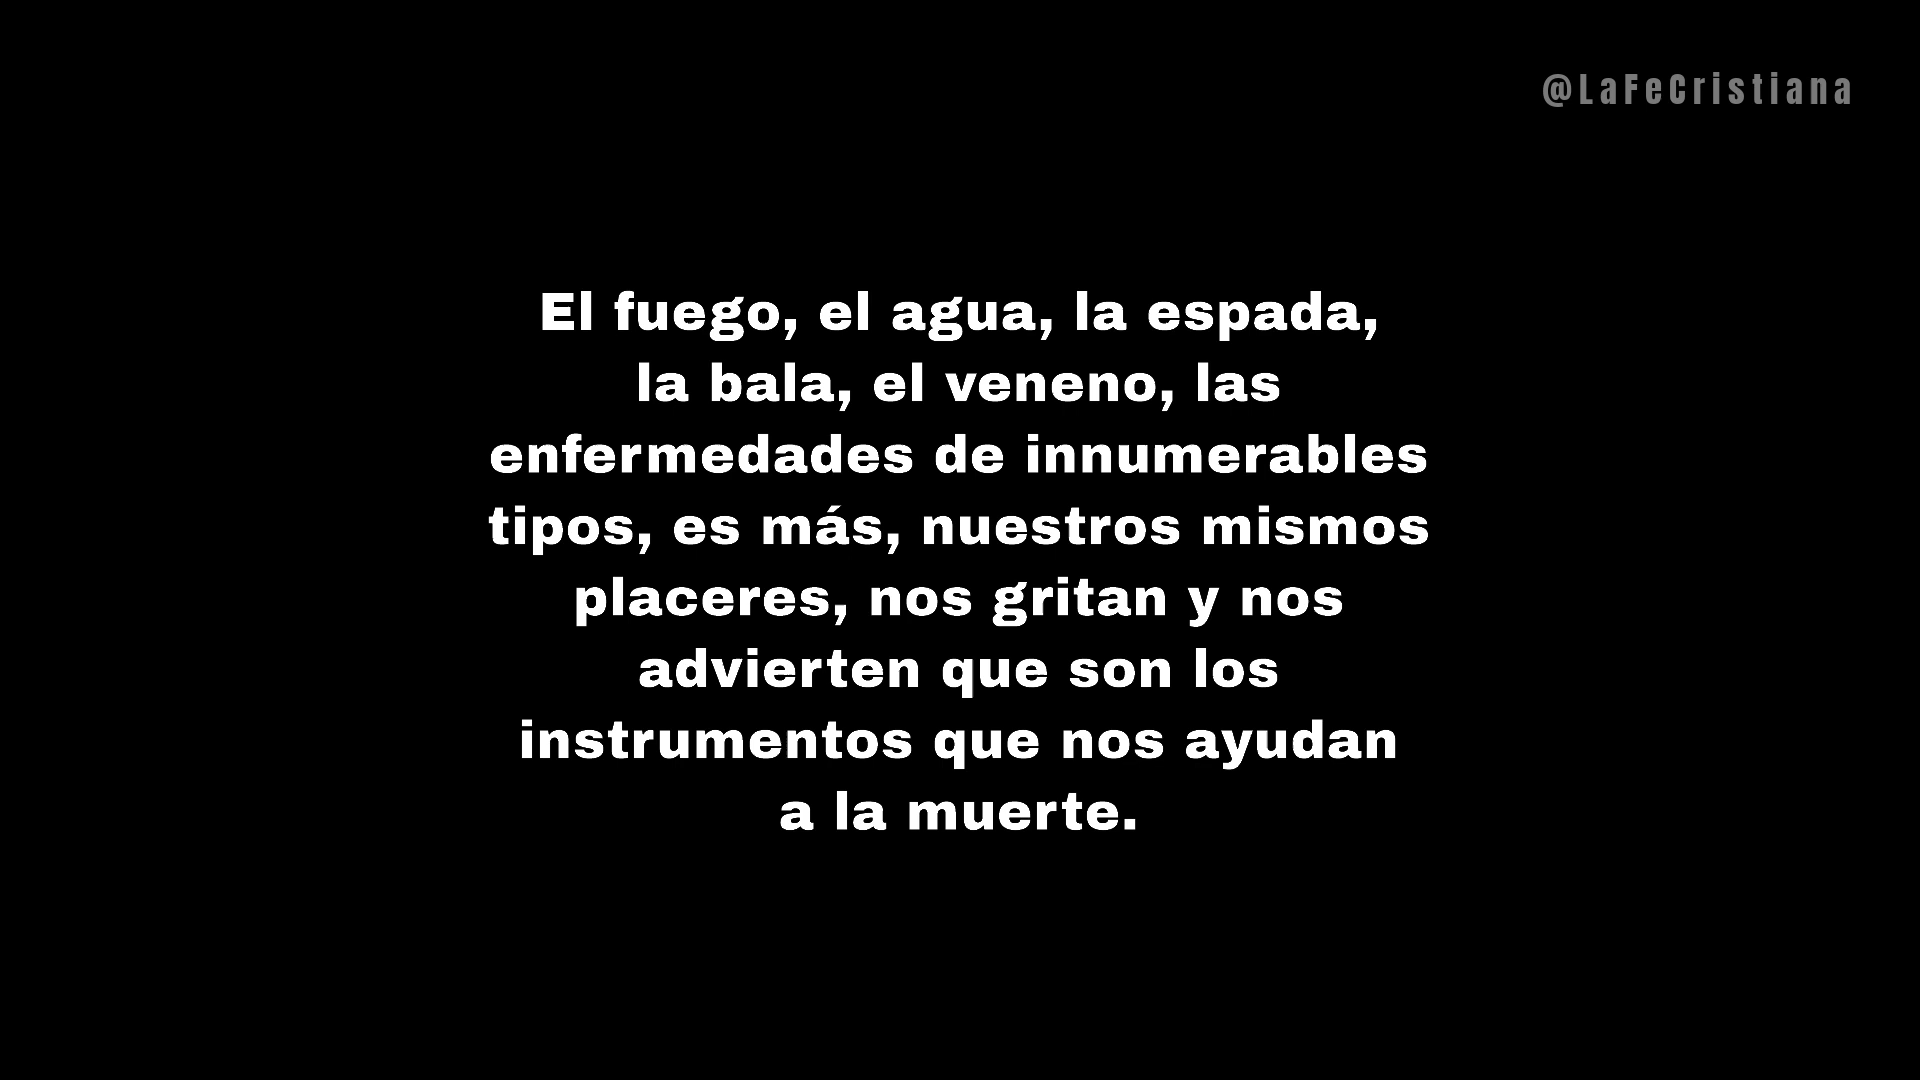 @LaFeCristiana
El fuego, el agua, la espada,
la bala, el veneno, las
enfermedades de innumerables
tipos, es más, nuestros mismos
placeres, nos gritan y nos
advierten que son los
instrumentos que nos ayudan
a la muerte.